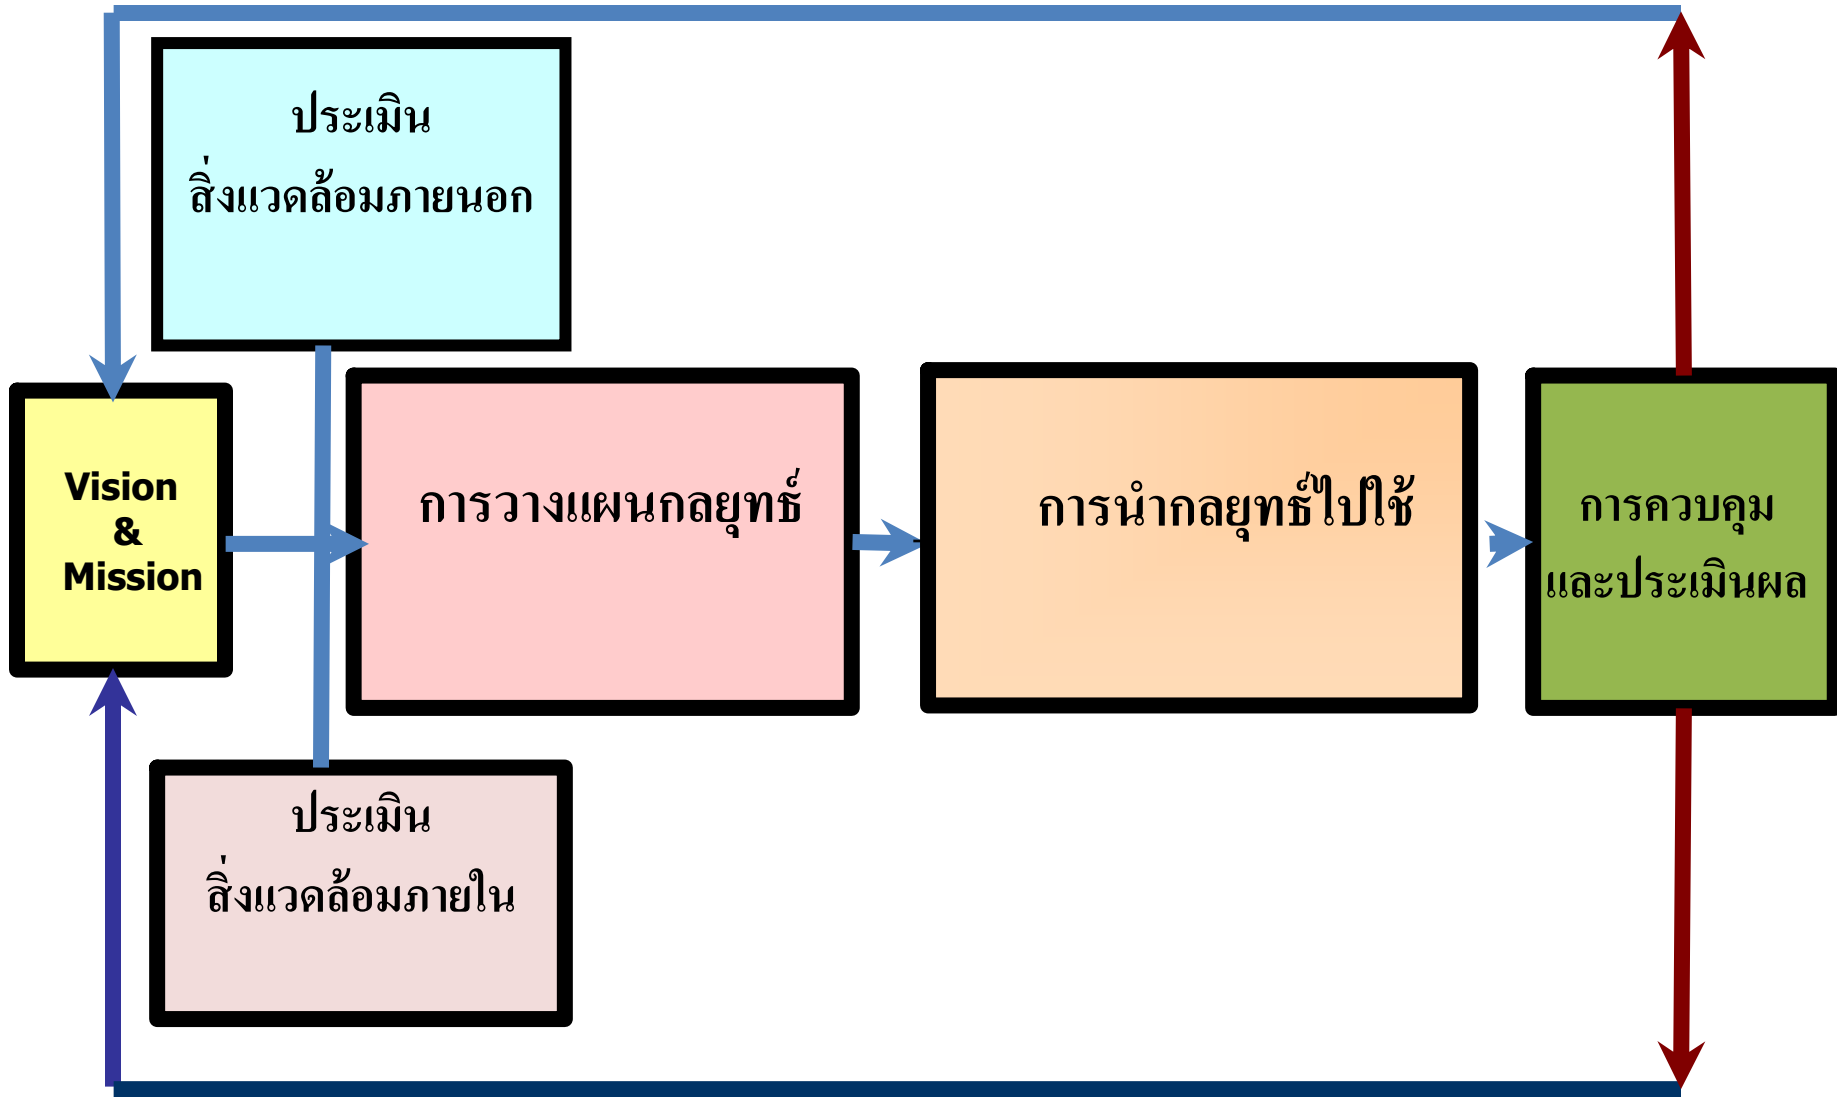 ประเมิน
สิ่งแวดล้อมภายนอก
Vision
&
Mission
การวางแผนกลยุทธ์
การนำกลยุทธ์ไปใช้
การควบคุม
และประเมินผล
ประเมิน
สิ่งแวดล้อมภายใน